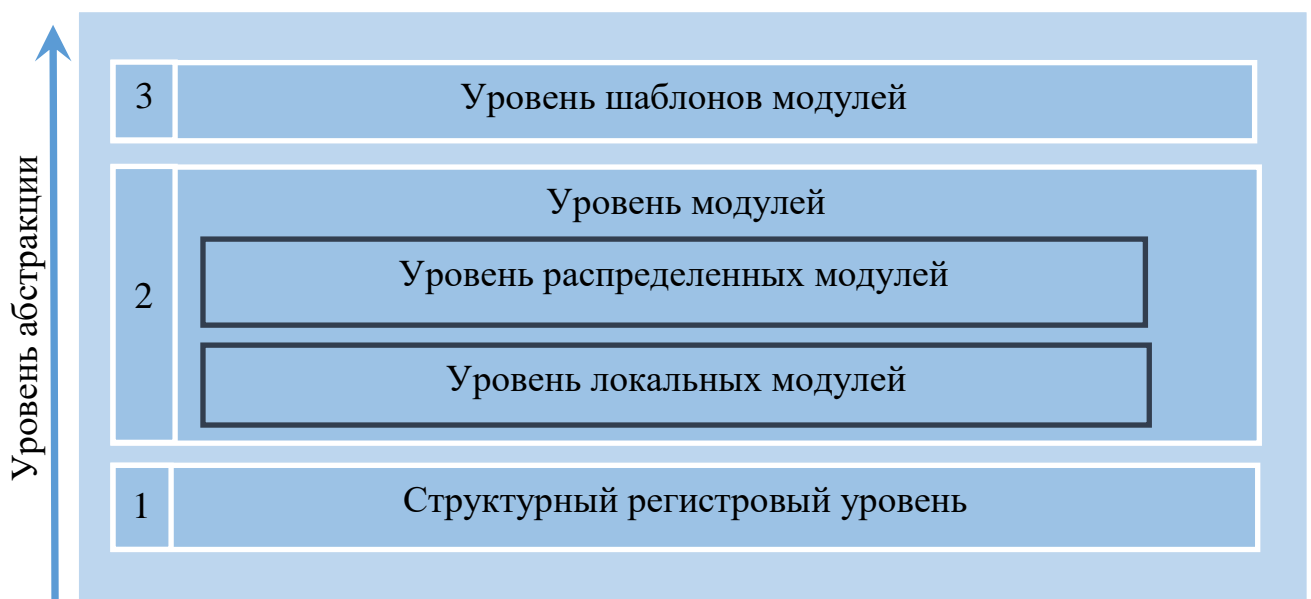 Уровень абстракции
3
Уровень шаблонов модулей
2
Уровень модулей
Уровень распределенных модулей
Уровень локальных модулей
1
Структурный регистровый уровень